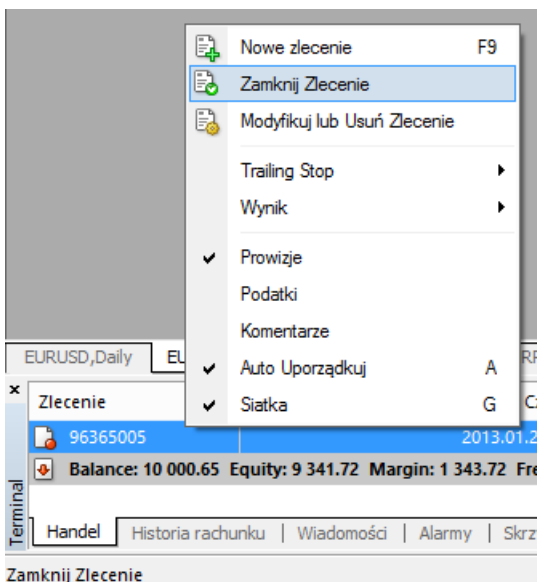 Nowe zlecenie F9
Zamknij Zlecenie
Modyfikuj lub Usuń Zlecenie
Trailing Stop
Wynik
Prowizje
Podatki
Komentarze
EURUSD,Daily
Auto Uporządkuj A
Zlecenie
Siatka G
96365005 2013.01.2
Balance: 10 000.65 Equity: 9 341.72 Margin: 1 343.72 Fre
Terminal
Handel | Historia rachunku | Wiadomości | Alarmy | Skrz
Zamknij Zlecenie